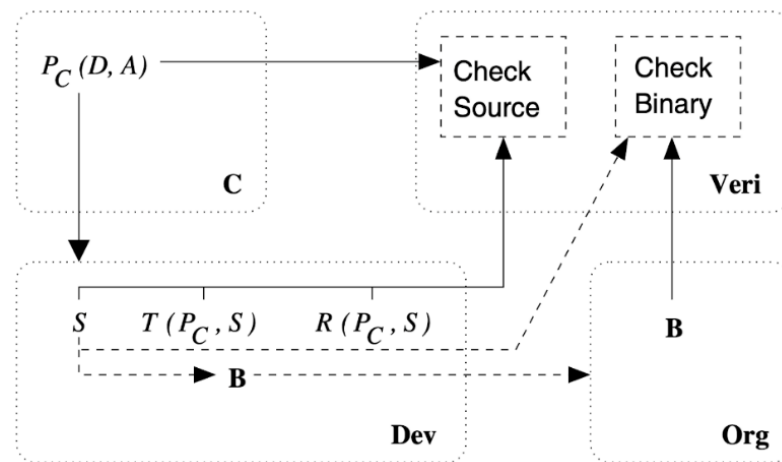 P_C (D, A)
Check
Source
Check
Binary
C
Veri
S
T (P_C, S)
R (P_C, S)
B
B
Dev
Org